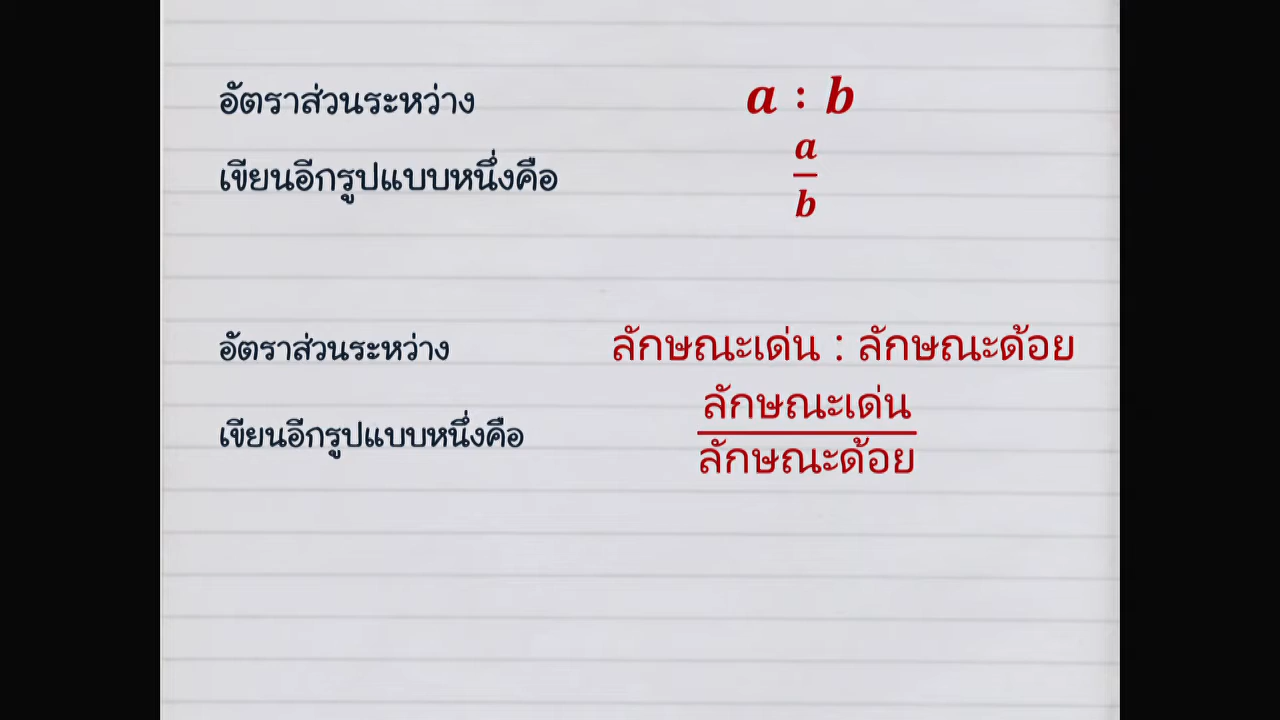 อัตราส่วนระหว่าง a : b
เขียนอีกรูปแบบหนึ่งคือ a/b
อัตราส่วนระหว่าง ลักษณะเด่น : ลักษณะด้อย
เขียนอีกรูปแบบหนึ่งคือ ลักษณะเด่น/ลักษณะด้อย